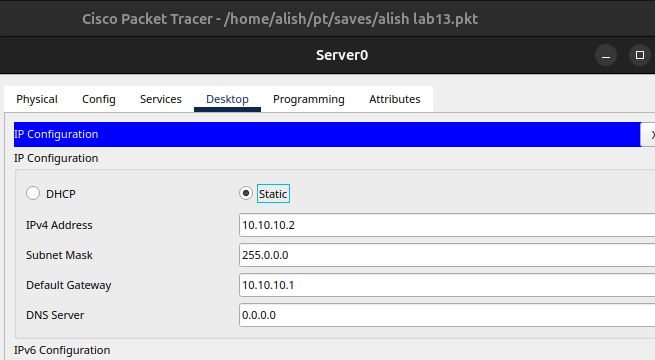 Cisco Packet Tracer - /home/alish/pt/saves/alish lab13.pkt
Server0
Physical Config Services Desktop Programming Attributes
IP Configuration X
IP Configuration
DHCP Static
IPv4 Address 10.10.10.2
Subnet Mask 255.0.0.0
Default Gateway 10.10.10.1
DNS Server 0.0.0.0
IPv6 Configuration